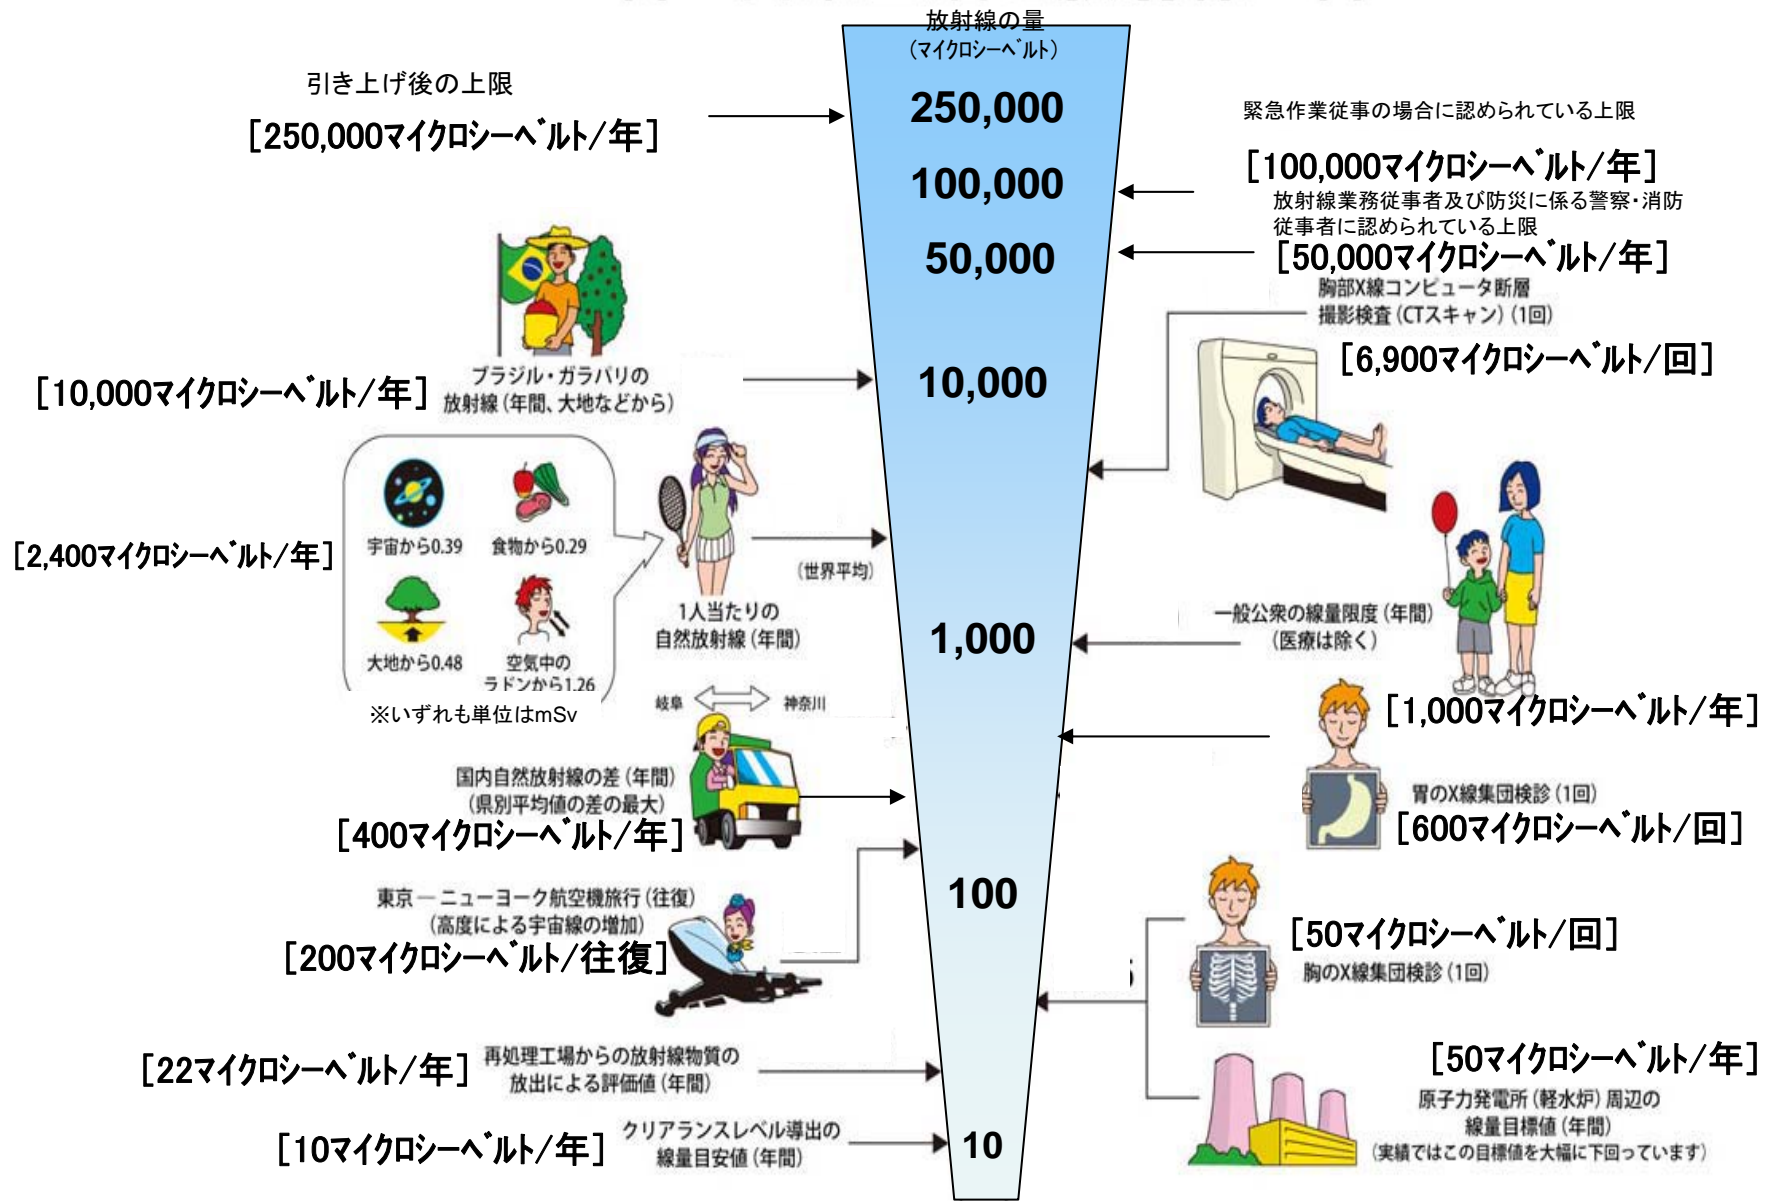 放射線の量
(マイクロシーベルト)
250,000
100,000
50,000
10,000
1,000
100
10
引き上げ後の上限
[250,000マイクロシーベルト/年]
ブラジル・ガラパリの
放射線(年間、大地などから)
[10,000マイクロシーベルト/年]
宇宙から0.39
食物から0.29
大地から0.48
空気中の
ラドンから1.26
※いずれも単位はmSv
[2,400マイクロシーベルト/年]
(世界平均)
1人当たりの
自然放射線(年間)
岐阜
神奈川
国内自然放射線の差(年間)
(県別平均値の差の最大)
[400マイクロシーベルト/年]
東京―ニューヨーク航空機旅行(往復)
(高度による宇宙線の増加)
[200マイクロシーベルト/往復]
[22マイクロシーベルト/年]
再処理工場からの放射線物質の
放出による評価値(年間)
[10マイクロシーベルト/年]
クリアランスレベル導出の
線量目安値(年間)
緊急作業従事の場合に認められている上限
[100,000マイクロシーベルト/年]
放射線業務従事者及び防災に係る警察・消防
従事者に認められている上限
[50,000マイクロシーベルト/年]
胸部X線コンピュータ断層
撮影検査(CTスキャン)(1回)
[6,900マイクロシーベルト/回]
一般公衆の線量限度(年間)
(医療は除く)
[1,000マイクロシーベルト/年]
胃のX線集団検診(1回)
[600マイクロシーベルト/回]
[50マイクロシーベルト/回]
胸のX線集団検診(1回)
[50マイクロシーベルト/年]
原子力発電所(軽水炉)周辺の
線量目標値(年間)
(実績ではこの目標値を大幅に下回っています)